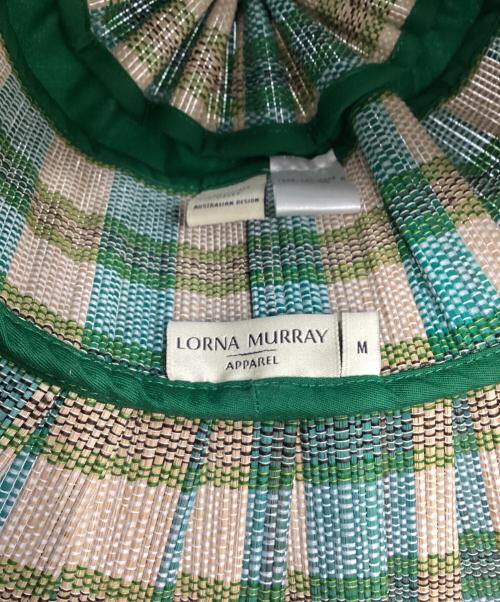 AUSTRALIAN DESIGN
LORNA MURRAY
APPAREL
M